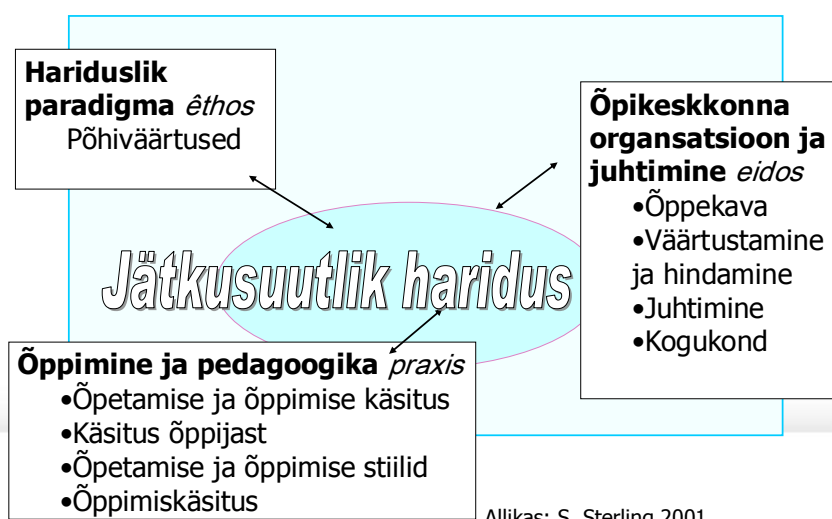 Hariduslik
paradigma êthos
Põhiväärtused
Õpikeskkonna
organsatsioon ja
juhtimine eidos
•Õppekava
•Väärtustamine
ja hindamine
•Juhtimine
•Kogukond
Jätkusuutlik haridus
Õppimine ja pedagoogika praxis
•Õpetamise ja õppimise käsitus
•Käsitus õppijast
•Õpetamise ja õppimise stiilid
•Õppimiskäsitus
Allikas: S. Sterling 2001